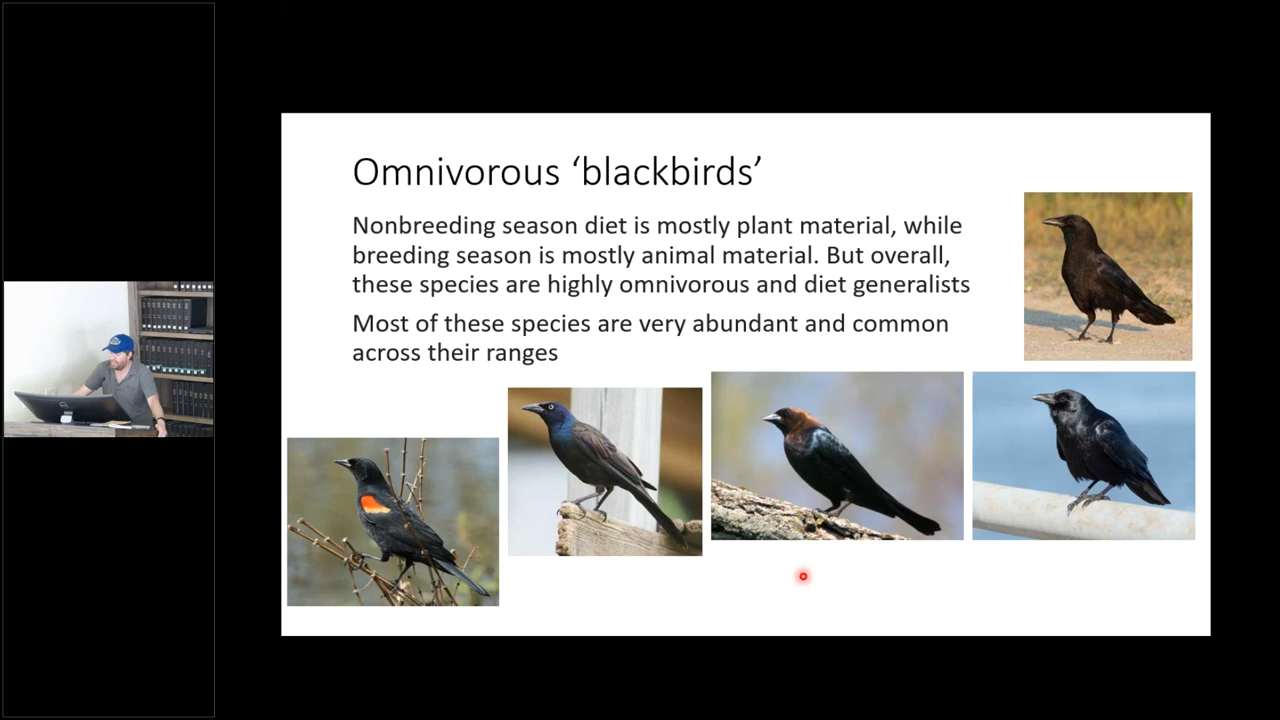 Omnivorous ‘blackbirds’
Nonbreeding season diet is mostly plant material, while
breeding season is mostly animal material. But overall,
these species are highly omnivorous and diet generalists
Most of these species are very abundant and common
across their ranges